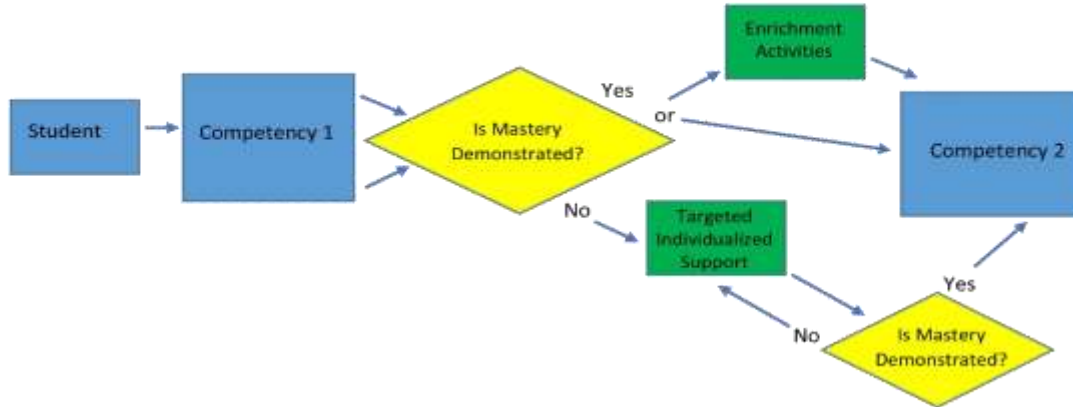 Student
Competency 1
Is Mastery
Demonstrated?
Yes
or
Enrichment
Activities
Competency 2
No
Targeted
Individualized
Support
No
Is Mastery
Demonstrated?
Yes